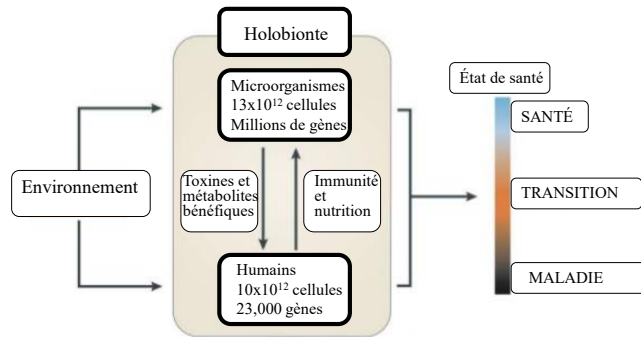 Holobionte
État de santé
Microorganismes
13x10¹² cellules
Millions de gènes
SANTÉ
Environnement
Toxines et
métabolites
bénéfiques
Immunité
et
nutrition
TRANSITION
Humains
10x10¹² cellules
23,000 gènes
MALADIE